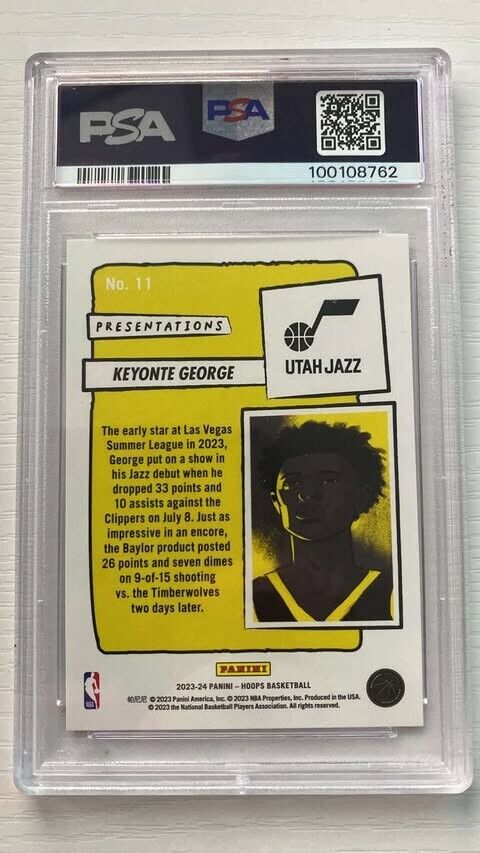 PSA
PSA
100108762
No. 11
PRESENTATIONS
KEYONTE GEORGE
UTAH JAZZ
The early star at Las Vegas
Summer League in 2023,
George put on a show in
his Jazz debut when he
dropped 33 points and
10 assists against the
Clippers on July 8. Just as
impressive in an encore,
the Baylor product posted
26 points and seven dimes
on 9-of-15 shooting
vs. the Timberwolves
two days later.
PANINI
2023-24 PANINI – HOOPS BASKETBALL
帕尼尼 © 2023 Panini America, Inc. © 2023 NBA Properties, Inc. Produced in the USA.
© 2023 the National Basketball Players Association. All rights reserved.
NBA